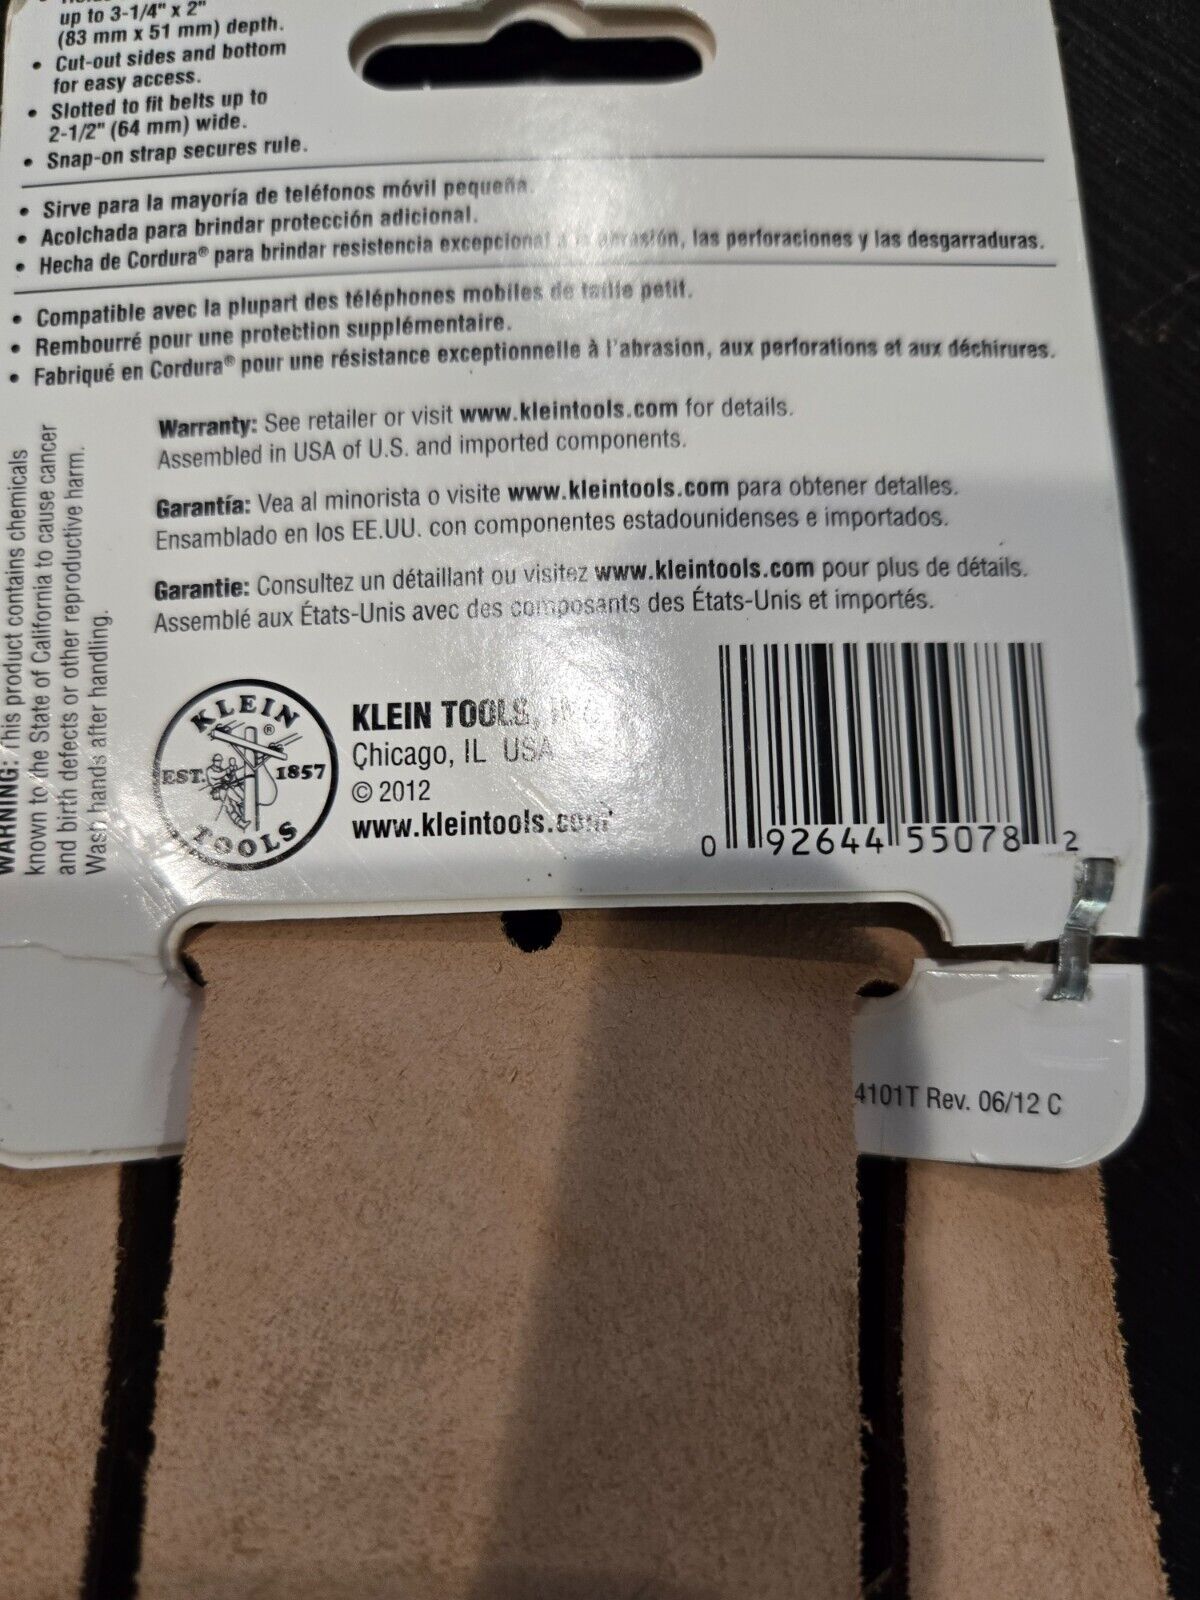 up to 3-1/4" x 2"
(83 mm x 51 mm) depth.
• Cut-out sides and bottom
for easy access.
• Slotted to fit belts up to
2-1/2" (64 mm) wide.
• Snap-on strap secures rule.
• Sirve para la mayoría de teléfonos móvil pequeña.
• Acolchada para brindar protección adicional.
• Hecha de Cordura® para brindar resistencia excepcional a la abrasión, las perforaciones y las desgarraduras.
• Compatible avec la plupart des téléphones mobiles de taille petit.
• Rembourré pour une protection supplémentaire.
• Fabriqué en Cordura® pour une résistance exceptionnelle à l'abrasion, aux perforations et aux déchirures.
WARNING: This product contains chemicals
known to the State of California to cause cancer
and birth defects or other reproductive harm.
Wash hands after handling.
Warranty: See retailer or visit www.kleintools.com for details.
Assembled in USA of U.S. and imported components.
Garantía: Vea al minorista o visite www.kleintools.com para obtener detalles.
Ensamblado en los EE.UU. con componentes estadounidenses e importados.
Garantie: Consultez un détaillant ou visitez www.kleintools.com pour plus de détails.
Assemblé aux États-Unis avec des composants des États-Unis et importés.
KLEIN
®
EST. 1857
TOOLS
KLEIN TOOLS, INC.
Chicago, IL USA
© 2012
www.kleintools.com
0 92644 55078 2
4101T Rev. 06/12 C